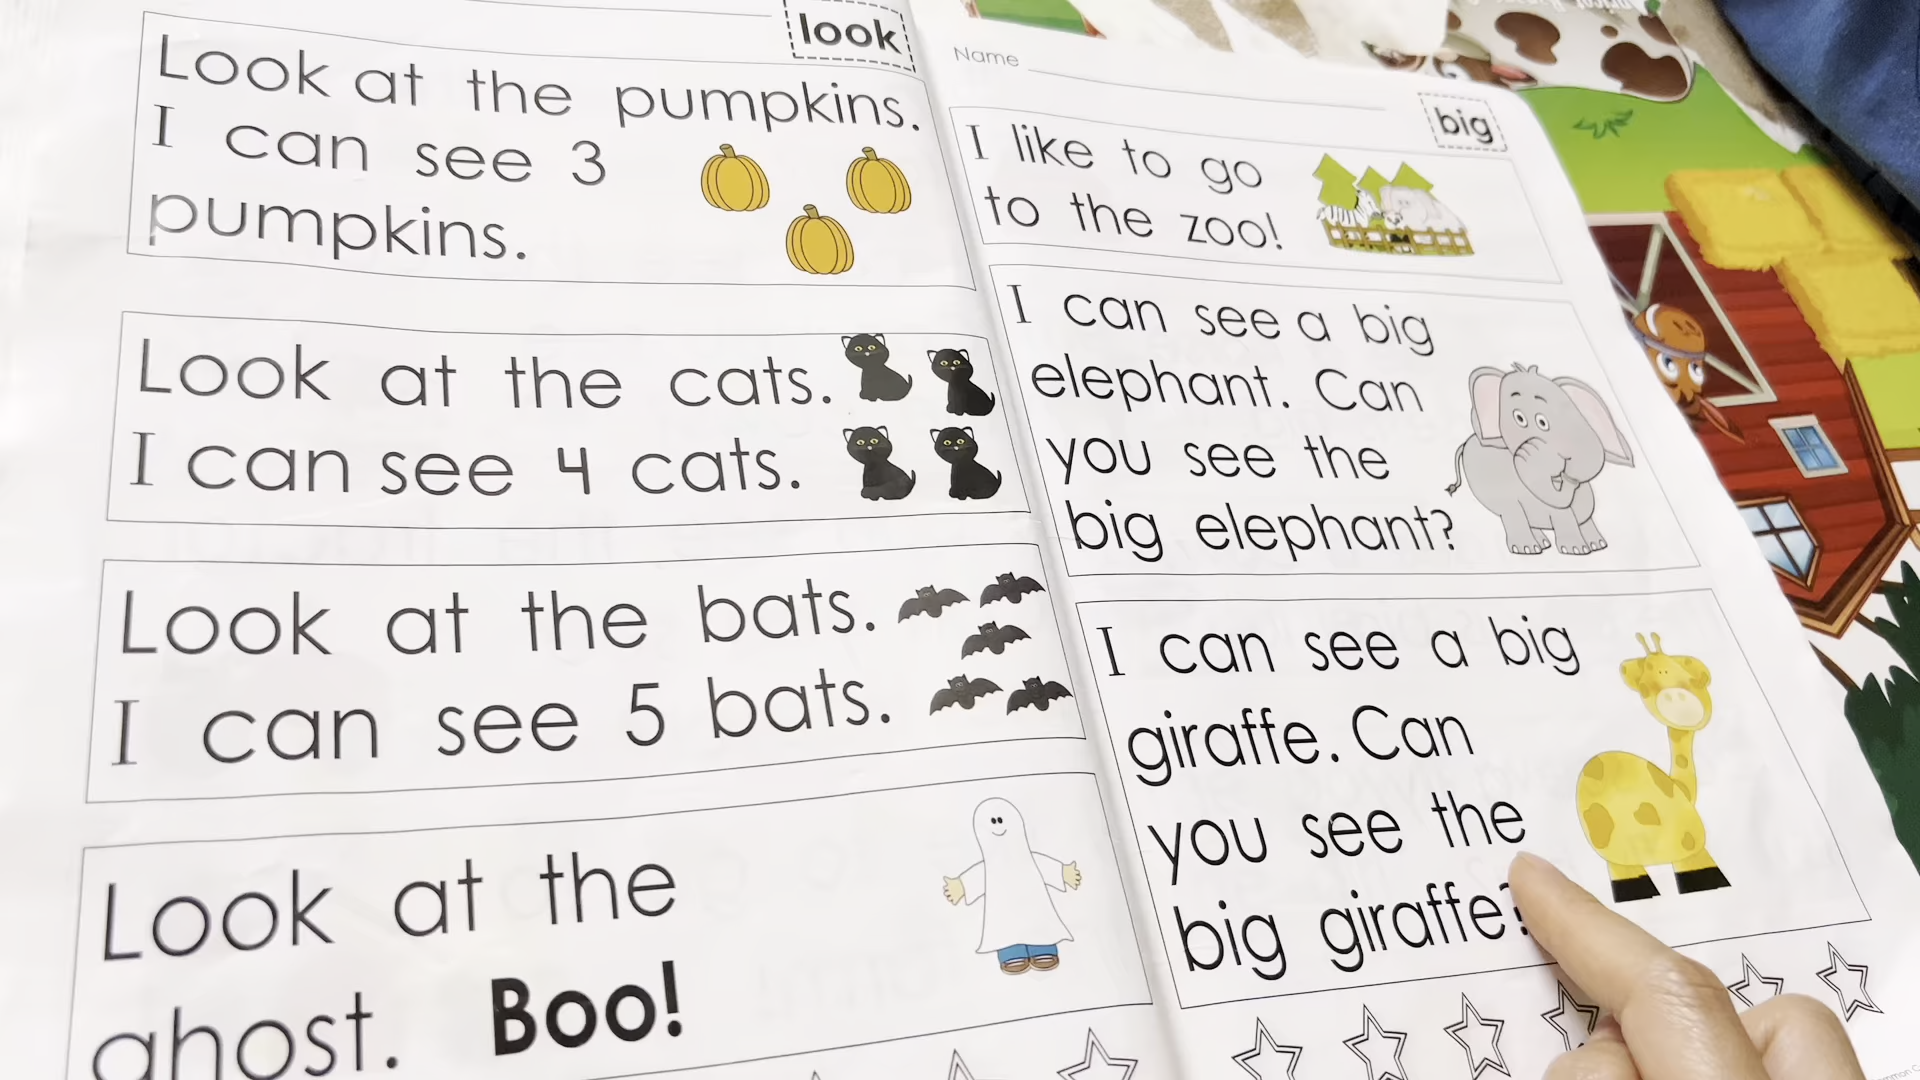 look
Look at the pumpkins.
I can see 3
pumpkins.
Look at the cats.
I can see 4 cats.
Look at the bats.
I can see 5 bats.
Look at the
ghost. Boo!
Name
big
I like to go
to the zoo!
I can see a big
elephant. Can
you see the
big elephant?
I can see a big
giraffe. Can
you see the
big giraffe?